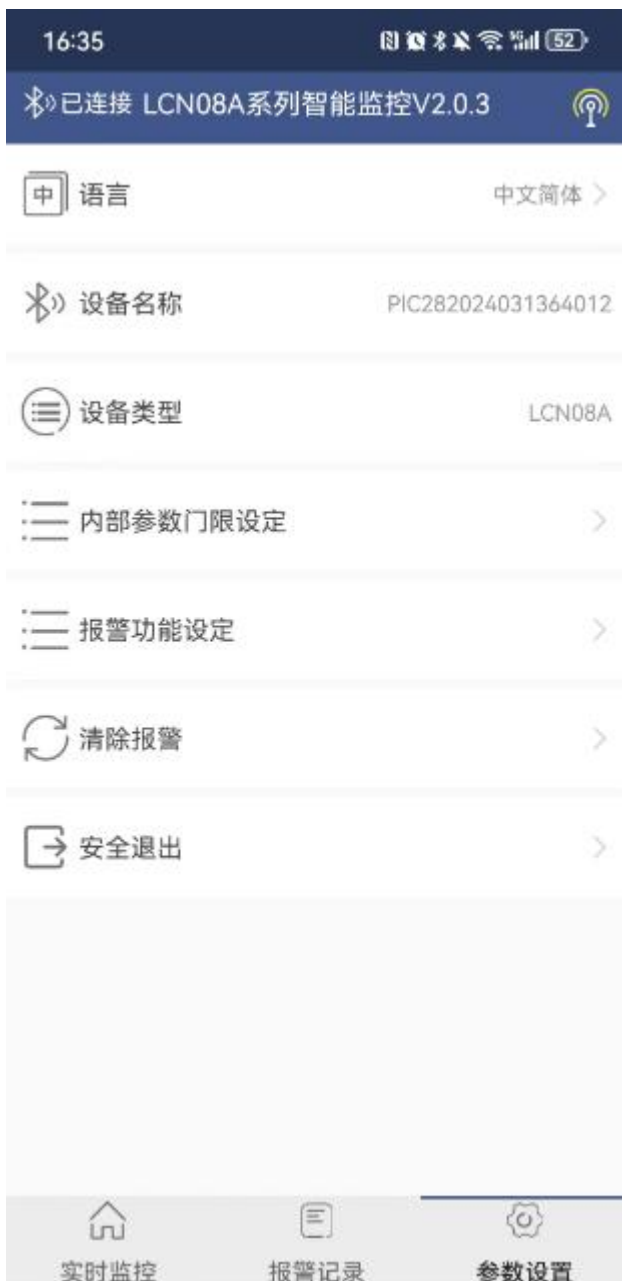 16:35
52
已连接 LCN08A系列智能监控V2.0.3
中 语言 中文简体
设备名称 PIC282024031364012
设备类型 LCN08A
内部参数门限设定
报警功能设定
清除报警
安全退出
实时监控 报警记录 参数设置